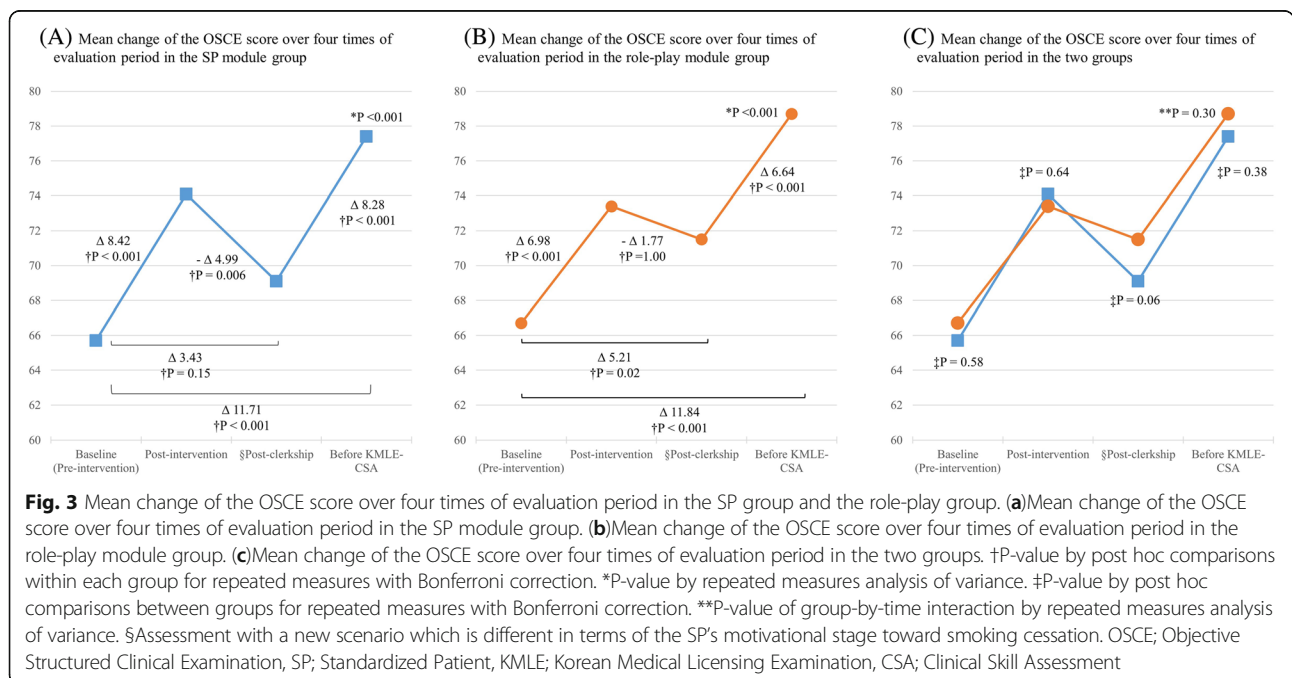 (A) Mean change of the OSCE score over four times of
evaluation period in the SP module group
80
78
76
74
72
70
68
66
64
62
60
*P <0.001
Δ 8.42
†P < 0.001
- Δ 4.99
†P = 0.006
Δ 8.28
†P < 0.001
Δ 3.43
†P = 0.15
Δ 11.71
†P < 0.001
Baseline
(Pre-intervention)
Post-intervention
§Post-clerkship
Before KMLE-
CSA
(B) Mean change of the OSCE score over four times of
evaluation period in the role-play module group
80
78
76
74
72
70
68
66
64
62
60
*P <0.001
Δ 6.98
†P < 0.001
- Δ 1.77
†P =1.00
Δ 6.64
†P < 0.001
Δ 5.21
†P = 0.02
Δ 11.84
†P < 0.001
Baseline
(Pre-intervention)
Post-intervention
§Post-clerkship
Before KMLE-
CSA
(C) Mean change of the OSCE score over four times of
evaluation period in the two groups
80
78
76
74
72
70
68
66
64
62
60
**P = 0.30
‡P = 0.64
‡P = 0.38
‡P = 0.06
‡P = 0.58
Baseline
(Pre-intervention)
Post-intervention
§Post-clerkship
Before KMLE-
CSA
Fig. 3 Mean change of the OSCE score over four times of evaluation period in the SP group and the role-play group. (a)Mean change of the OSCE
score over four times of evaluation period in the SP module group. (b)Mean change of the OSCE score over four times of evaluation period in the
role-play module group. (c)Mean change of the OSCE score over four times of evaluation period in the two groups. †P-value by post hoc comparisons
within each group for repeated measures with Bonferroni correction. *P-value by repeated measures analysis of variance. ‡P-value by post hoc
comparisons between groups for repeated measures with Bonferroni correction. **P-value of group-by-time interaction by repeated measures analysis
of variance. §Assessment with a new scenario which is different in terms of the SP's motivational stage toward smoking cessation. OSCE; Objective
Structured Clinical Examination, SP; Standardized Patient, KMLE; Korean Medical Licensing Examination, CSA; Clinical Skill Assessment